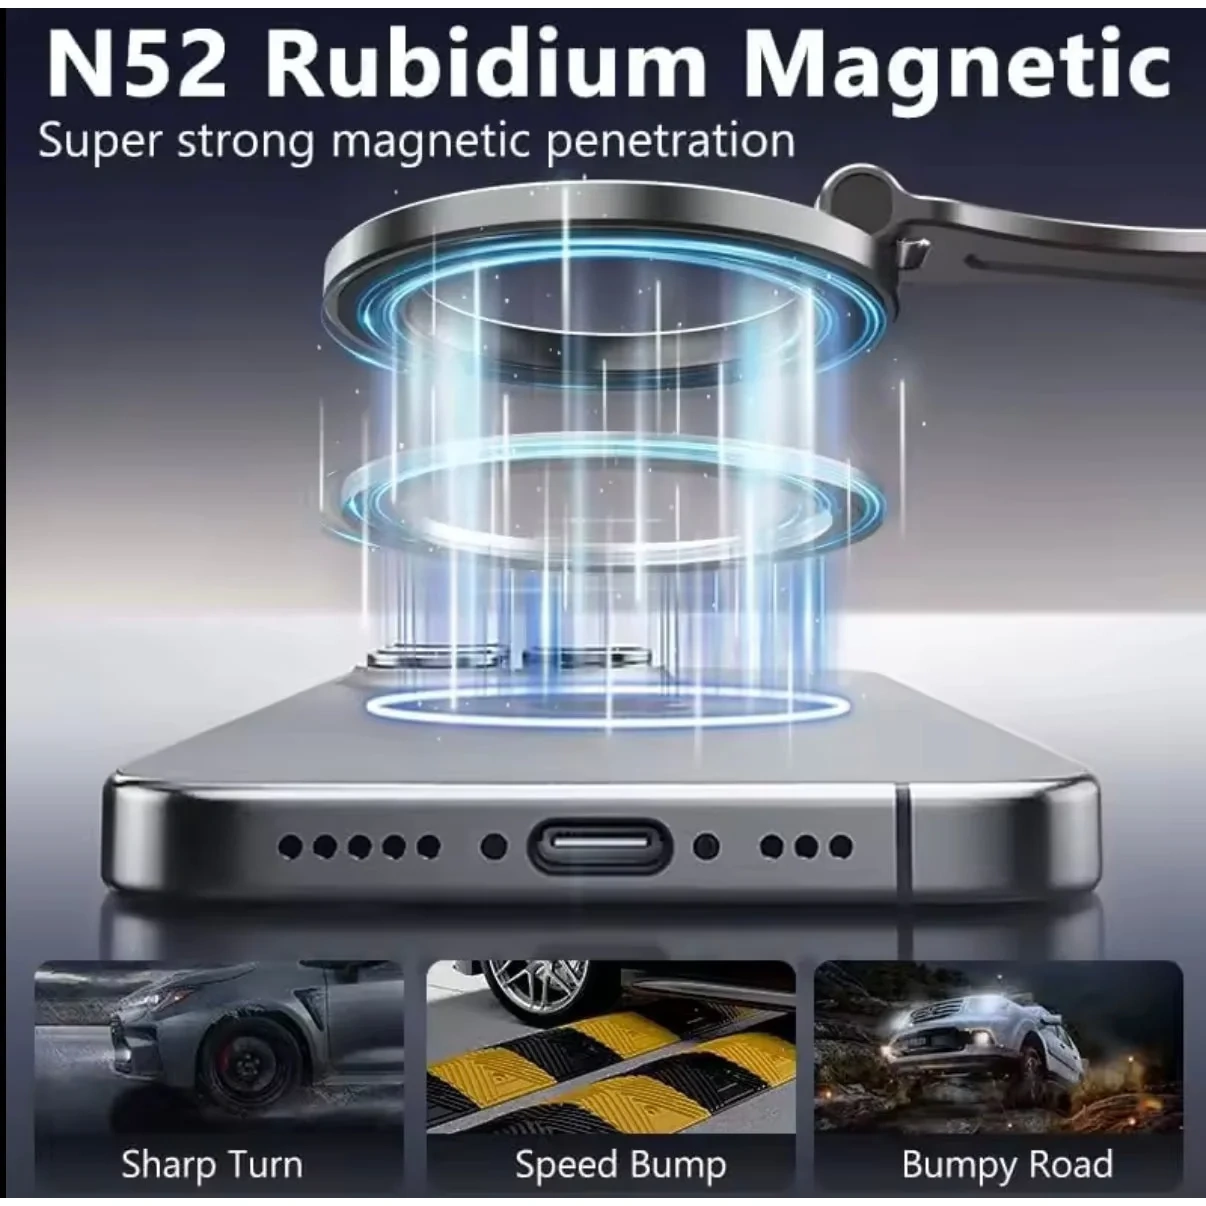 N52 Rubidium Magnetic
Super strong magnetic penetration
Sharp Turn
Speed Bump
Bumpy Road